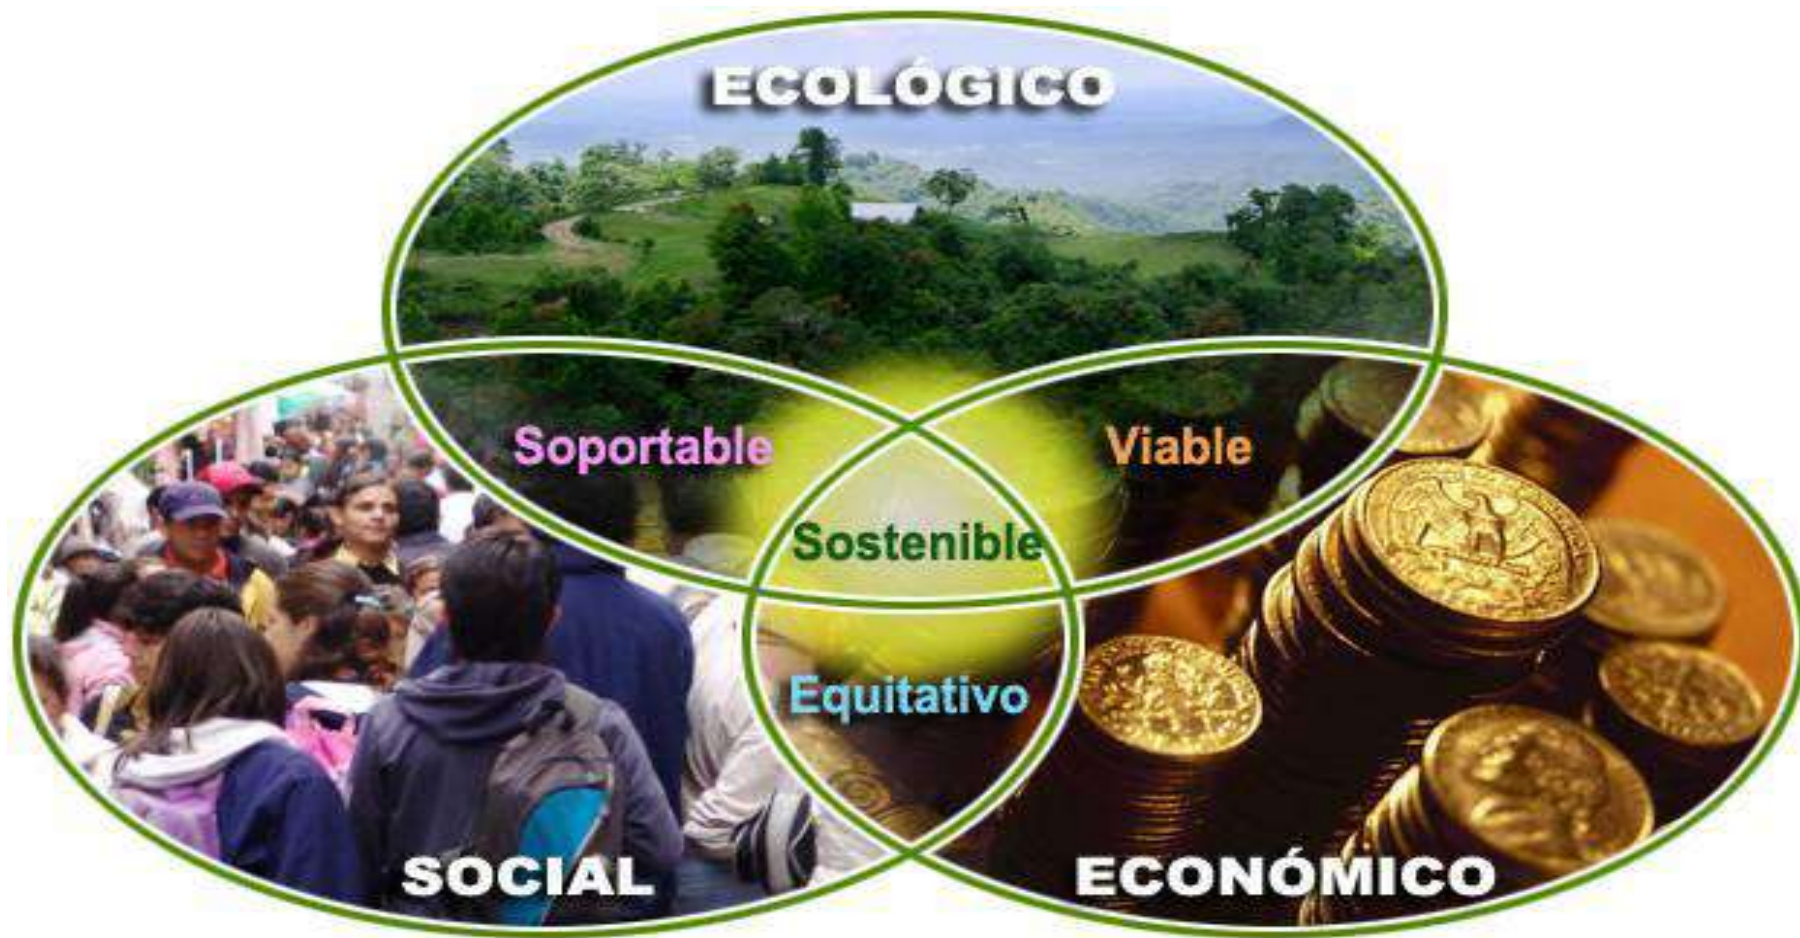 ECOLÓGICO
Soportable
Viable
Sostenible
Equitativo
SOCIAL
ECONÓMICO